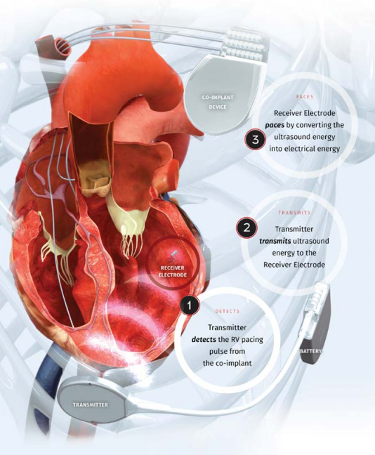 CO-IMPLANT
DEVICE
PACES
Receiver Electrode
paces by converting the
ultrasound energy
into electrical energy
3
TRANSMITS
2
Transmitter
transmits ultrasound
energy to the
Receiver Electrode
RECEIVER
ELECTRODE
1
DETECTS
Transmitter
detects the RV pacing
pulse from
the co-implant
BATTERY
TRANSMITTER